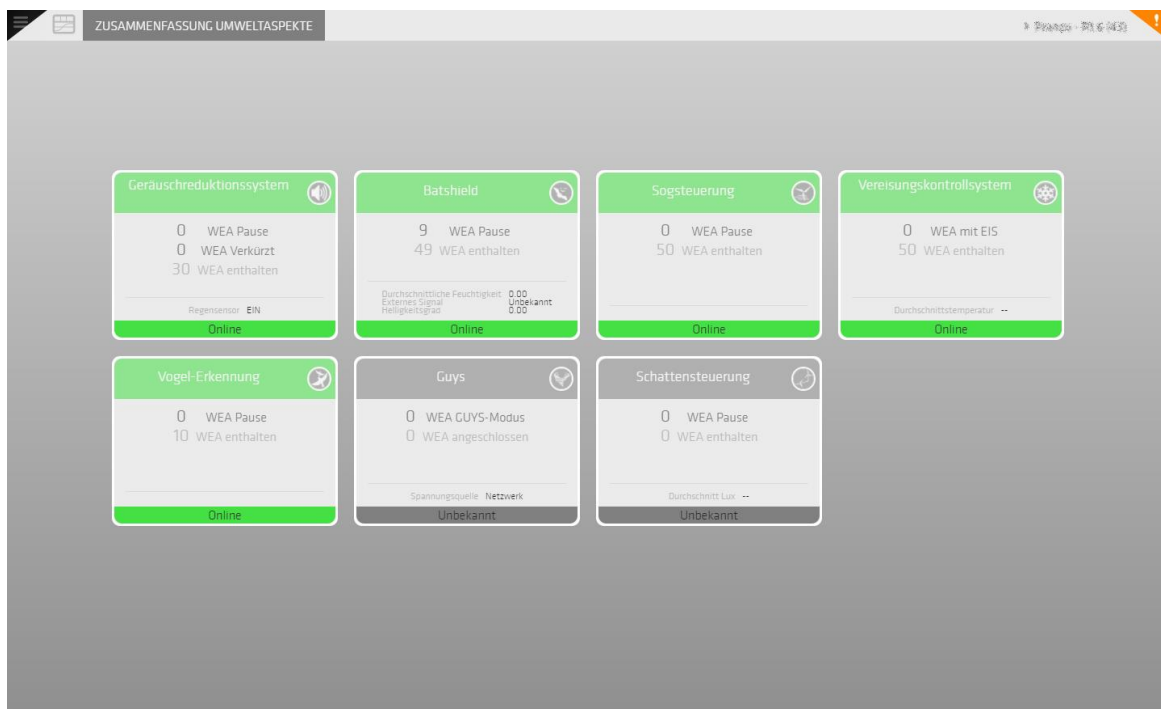 ZUSAMMENFASSUNG UMWELTASPEKTE
Geräuschreduktionssystem
0 WEA Pause
0 WEA Verkürzt
30 WEA enthalten
Regensensor EIN
Online
Batshield
9 WEA Pause
49 WEA enthalten
Durchschnittliche Feuchtigkeit 0.00
Externes Signal Unbekannt
Helligkeitsgrad 0.00
Online
Sogsteuerung
0 WEA Pause
50 WEA enthalten
Online
Vereisungskontrollsystem
0 WEA mit EIS
50 WEA enthalten
Durchschnittstemperatur --
Online
Vogel-Erkennung
0 WEA Pause
10 WEA enthalten
Online
Guys
0 WEA GUYS-Modus
0 WEA angeschlossen
Spannungsquelle Netzwerk
Unbekannt
Schattensteuerung
0 WEA Pause
0 WEA enthalten
Durchschnitt Lux --
Unbekannt